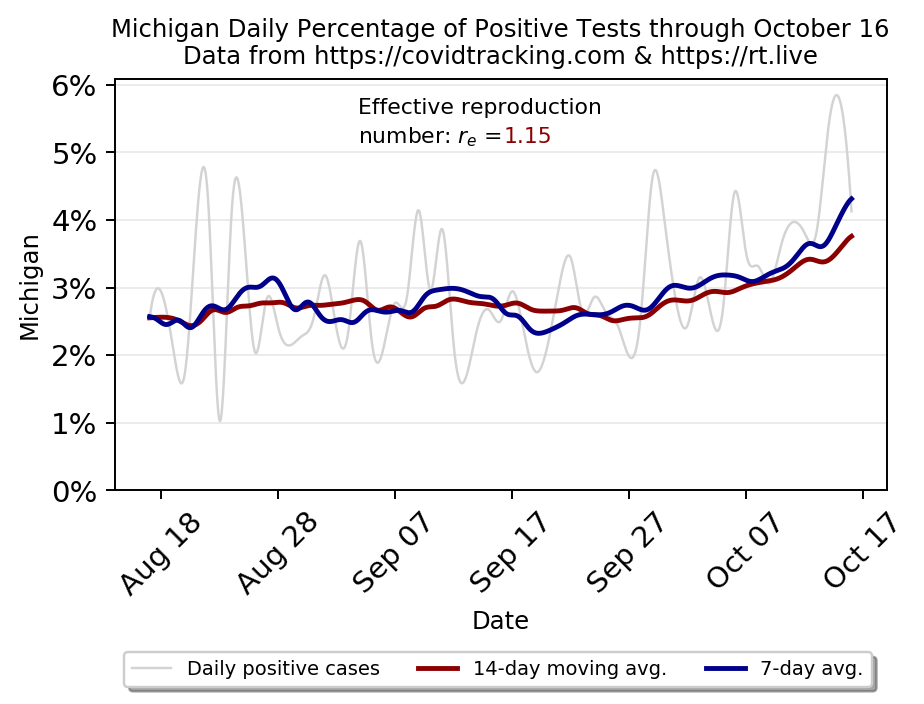 Michigan Daily Percentage of Positive Tests through October 16
Data from https://covidtracking.com & https://rt.live
Effective reproduction
number: rₑ =1.15
Michigan
6%
5%
4%
3%
2%
1%
0%
Aug 18
Aug 28
Sep 07
Sep 17
Sep 27
Oct 07
Oct 17
Date
Daily positive cases
14-day moving avg.
7-day avg.